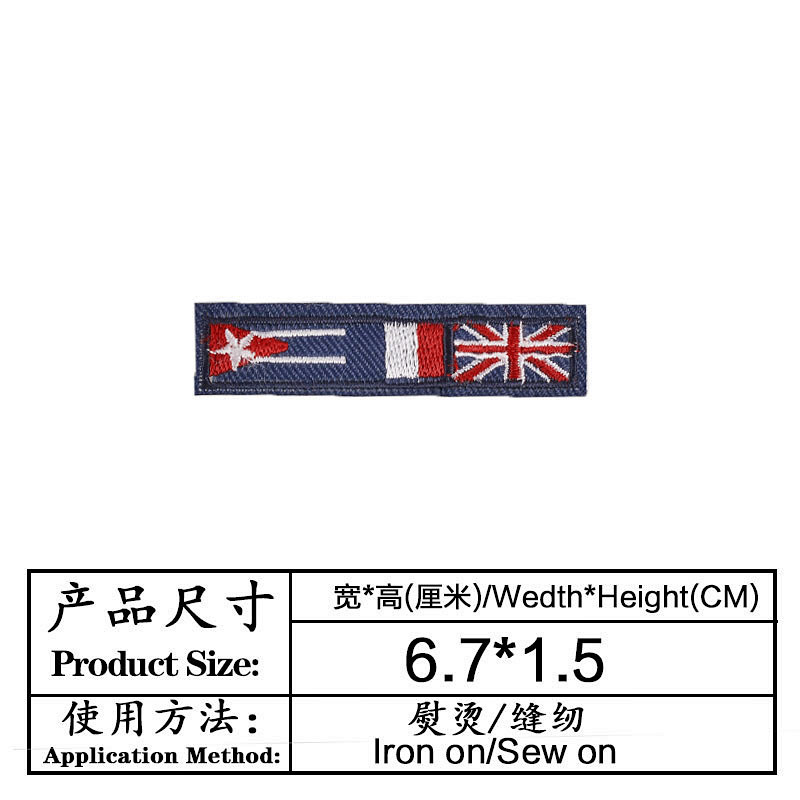 产品尺寸
Product Size:
宽*高(厘米)/Wedth*Height(CM)
6.7*1.5
使用方法：
Application Method:
熨烫/缝纫
Iron on/Sew on